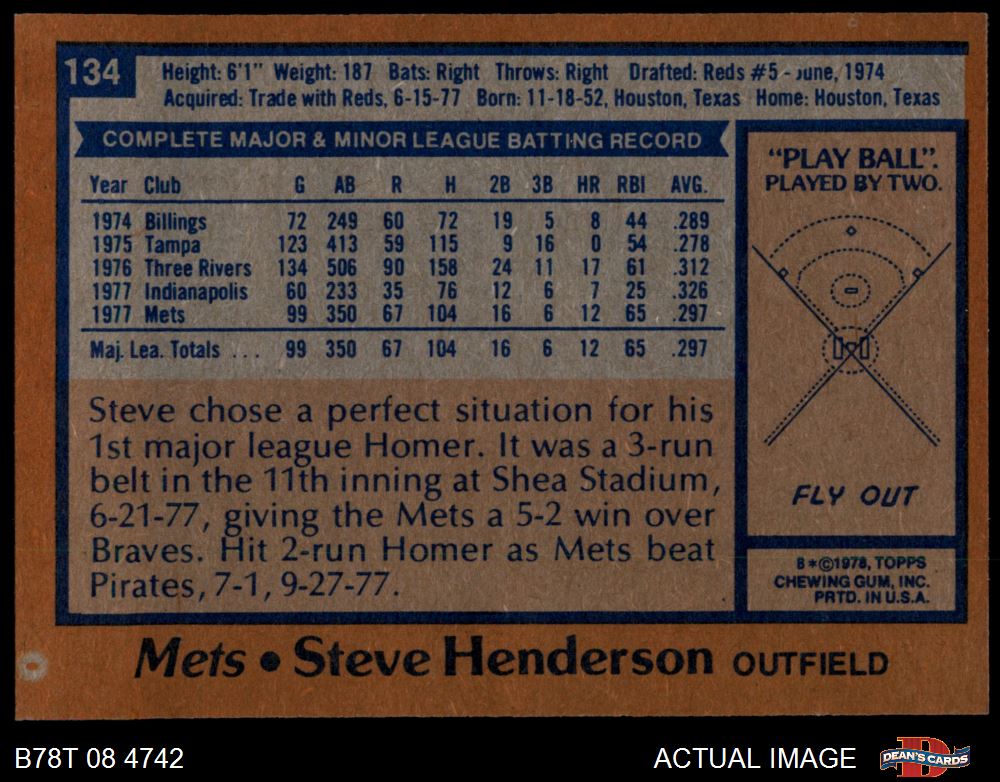 134
Height: 6'1" Weight: 187 Bats: Right Throws: Right Drafted: Reds #5 - June, 1974
Acquired: Trade with Reds, 6-15-77 Born: 11-18-52, Houston, Texas Home: Houston, Texas
COMPLETE MAJOR & MINOR LEAGUE BATTING RECORD
Year Club G AB R H 2B 3B HR RBI AVG.
1974 Billings 72 249 60 72 19 5 8 44 .289
1975 Tampa 123 413 59 115 9 16 0 54 .278
1976 Three Rivers 134 506 90 158 24 11 17 61 .312
1977 Indianapolis 60 233 35 76 12 6 7 25 .326
1977 Mets 99 350 67 104 16 6 12 65 .297
Maj. Lea. Totals ... 99 350 67 104 16 6 12 65 .297
Steve chose a perfect situation for his
1st major league Homer. It was a 3-run
belt in the 11th inning at Shea Stadium,
6-21-77, giving the Mets a 5-2 win over
Braves. Hit 2-run Homer as Mets beat
Pirates, 7-1, 9-27-77.
"PLAY BALL".
PLAYED BY TWO.
FLY OUT
B*©1978, TOPPS
CHEWING GUM, INC.
PRTD. IN U.S.A.
Mets • Steve Henderson OUTFIELD
B78T 08 4742
ACTUAL IMAGE
DEAN'S CARDS